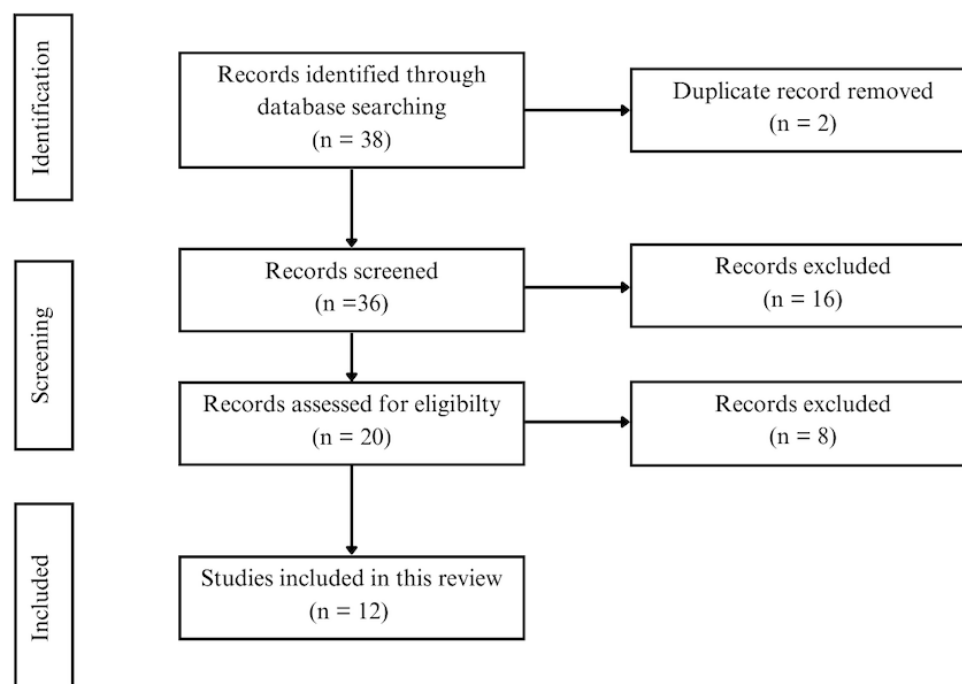 Identification
Records identified through
database searching
(n = 38)
Duplicate record removed
(n = 2)
Screening
Records screened
(n =36)
Records excluded
(n = 16)
Records assessed for eligibilty
(n = 20)
Records excluded
(n = 8)
Included
Studies included in this review
(n = 12)